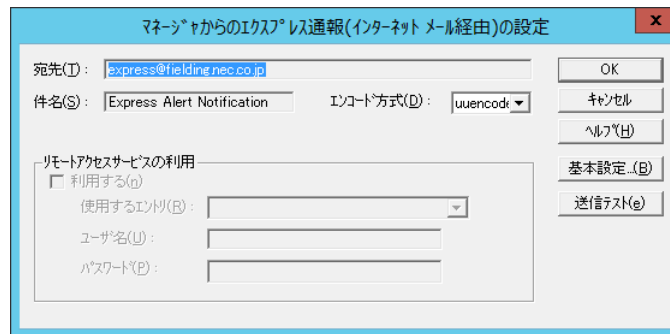 マネージャからのエクスプレス通報(インターネット メール経由)の設定
宛先(T): express@fielding.nec.co.jp
OK
件名(S): Express Alert Notification エンコード方式(D): uuencode
キャンセル
ヘルプ(H)
リモートアクセスサービスの利用
基本設定...(B)
利用する(n)
使用するエントリ(R):
送信テスト(e)
ユーザ名(U):
パスワード(P):